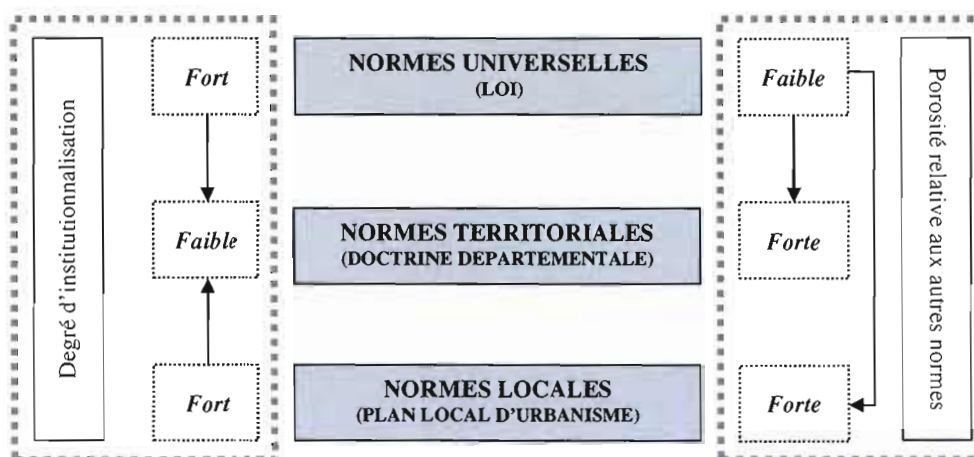 Degré d'institutionnalisation
Fort
Faible
Fort
NORMES UNIVERSELLES
(LOI)
NORMES TERRITORIALES
(DOCTRINE DEPARTEMENTALE)
NORMES LOCALES
(PLAN LOCAL D'URBANISME)
Faible
Forte
Forte
Porosité relative aux autres normes